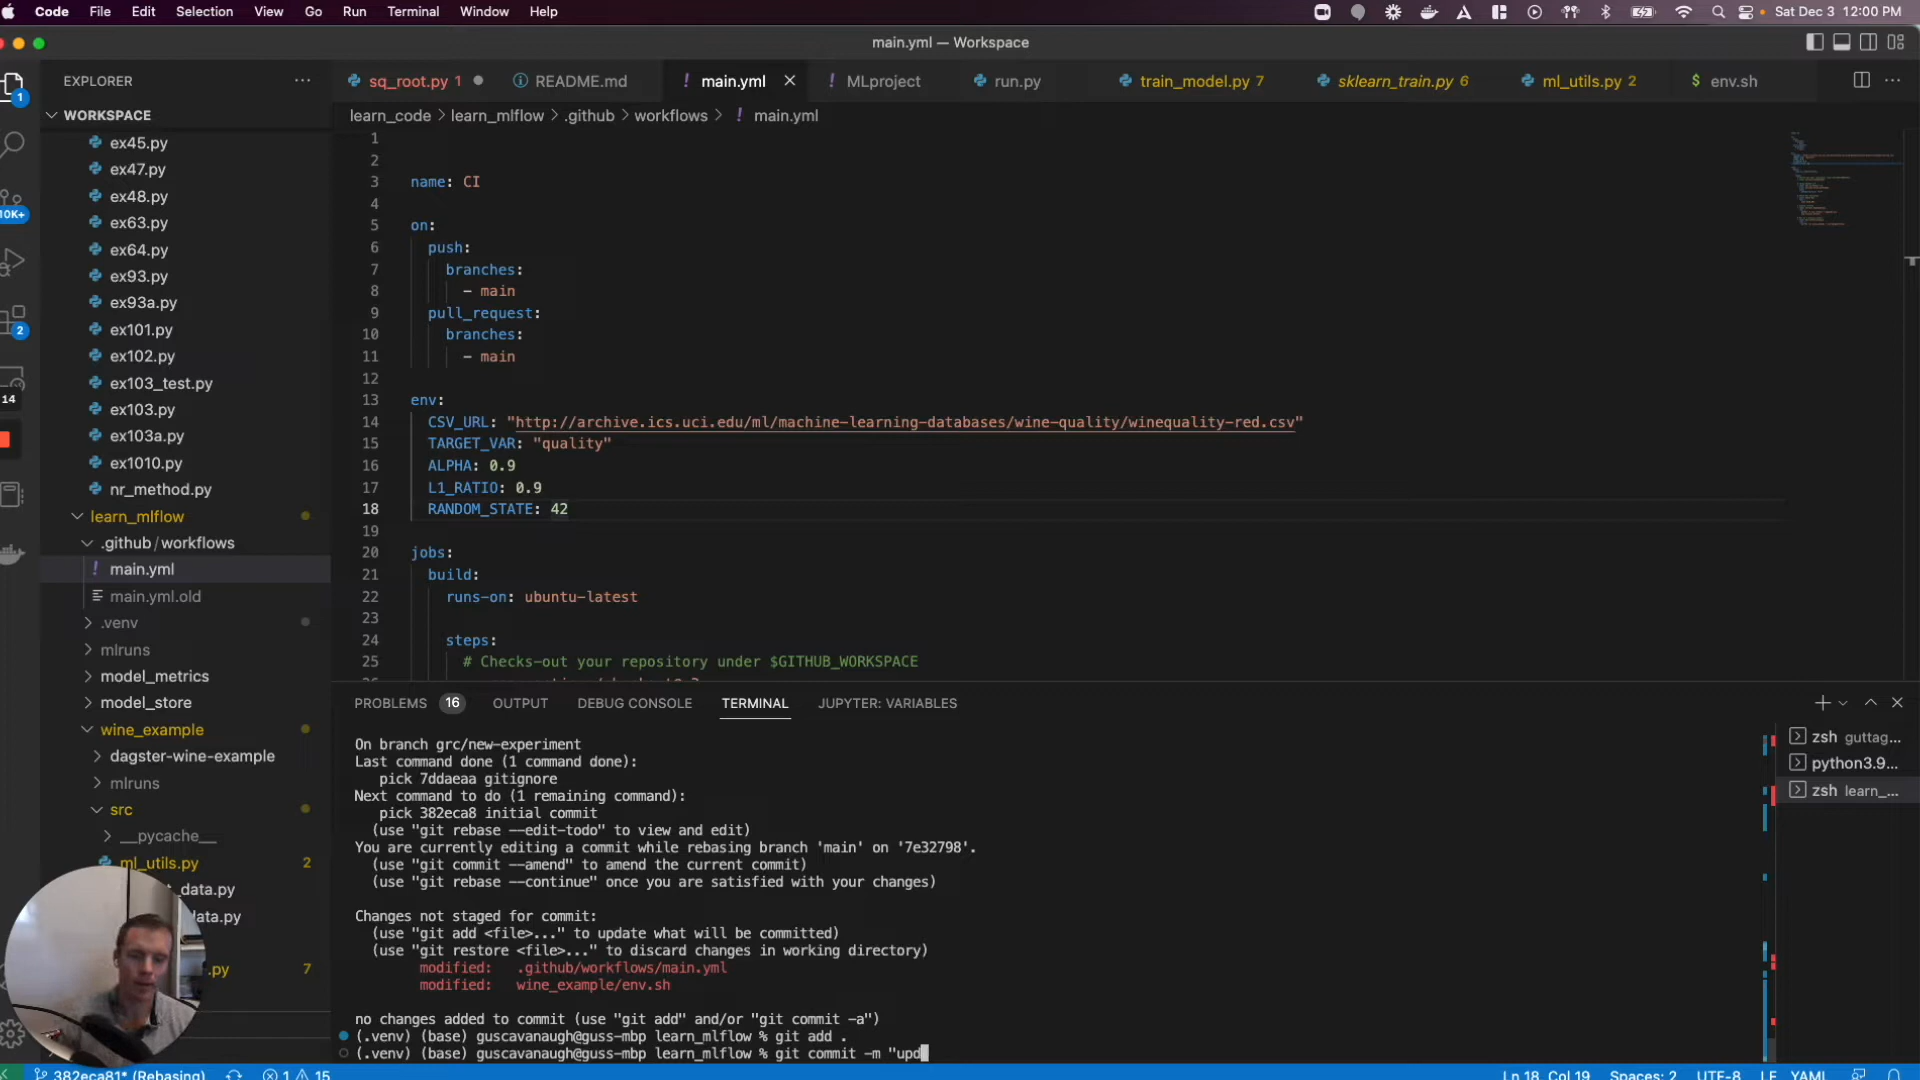 Code File Edit Selection View Go Run Terminal Window Help Sat Dec 3 12:00 PM
main.yml — Workspace
EXPLORER
sq_root.py 1 README.md main.yml MLproject run.py train_model.py 7 sklearn_train.py 6 ml_utils.py 2 env.sh
WORKSPACE
learn_code > learn_mlflow > .github > workflows > main.yml
1
10K+
2
14
ex45.py
ex47.py
ex48.py
ex63.py
ex64.py
ex93.py
ex93a.py
ex101.py
ex102.py
ex103_test.py
ex103.py
ex103a.py
ex1010.py
nr_method.py
learn_mlflow
.github/workflows
main.yml
main.yml.old
.venv
mlruns
model_metrics
model_store
wine_example
dagster-wine-example
mlruns
src
__pycache__
ml_utils.py 2
_data.py
data.py
.py 7
1
2
3 name: CI
4
5 on:
6 push:
7 branches:
8 - main
9 pull_request:
10 branches:
11 - main
12
13 env:
14 CSV_URL: "http://archive.ics.uci.edu/ml/machine-learning-databases/wine-quality/winequality-red.csv"
15 TARGET_VAR: "quality"
16 ALPHA: 0.9
17 L1_RATIO: 0.9
18 RANDOM_STATE: 42
19
20 jobs:
21 build:
22 runs-on: ubuntu-latest
23
24 steps:
25 # Checks-out your repository under $GITHUB_WORKSPACE
PROBLEMS 16 OUTPUT DEBUG CONSOLE TERMINAL JUPYTER: VARIABLES
On branch grc/new-experiment
Last command done (1 command done):
pick 7ddaeaa gitignore
Next command to do (1 remaining command):
pick 382eca8 initial commit
(use "git rebase --edit-todo" to view and edit)
You are currently editing a commit while rebasing branch 'main' on '7e32798'.
(use "git commit --amend" to amend the current commit)
(use "git rebase --continue" once you are satisfied with your changes)
Changes not staged for commit:
(use "git add <file>..." to update what will be committed)
(use "git restore <file>..." to discard changes in working directory)
modified: .github/workflows/main.yml
modified: wine_example/env.sh
no changes added to commit (use "git add" and/or "git commit -a")
(.venv) (base) guscavanaugh@guss-mbp learn_mlflow % git add .
(.venv) (base) guscavanaugh@guss-mbp learn_mlflow % git commit -m "upd
zsh guttag...
python3.9...
zsh learn_...
382eca81* (Rebasing) 1 15 Ln 18, Col 19 Spaces: 2 UTF-8 LF YAML